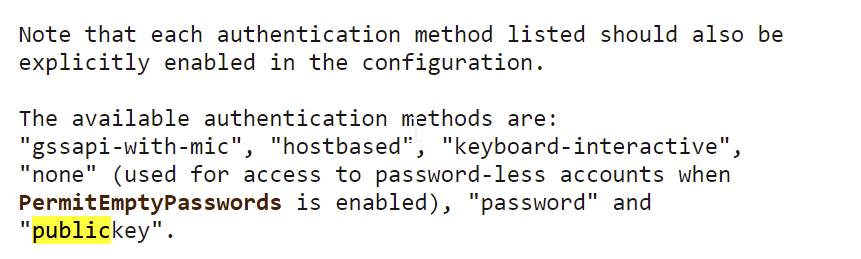 Note that each authentication method listed should also be
explicitly enabled in the configuration.
The available authentication methods are:
"gssapi-with-mic", "hostbased", "keyboard-interactive",
"none" (used for access to password-less accounts when
PermitEmptyPasswords is enabled), "password" and
"publickey".